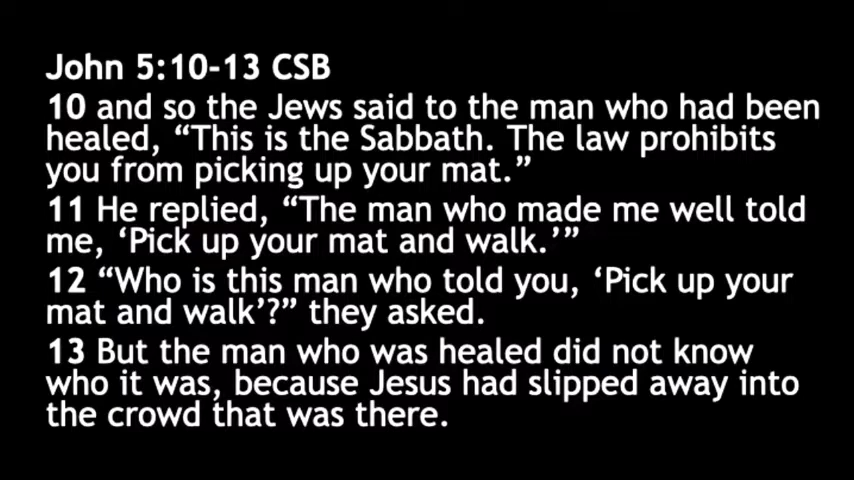 John 5:10-13 CSB
10 and so the Jews said to the man who had been
healed, “This is the Sabbath. The law prohibits
you from picking up your mat.”
11 He replied, “The man who made me well told
me, ‘Pick up your mat and walk.’”
12 “Who is this man who told you, ‘Pick up your
mat and walk’?” they asked.
13 But the man who was healed did not know
who it was, because Jesus had slipped away into
the crowd that was there.